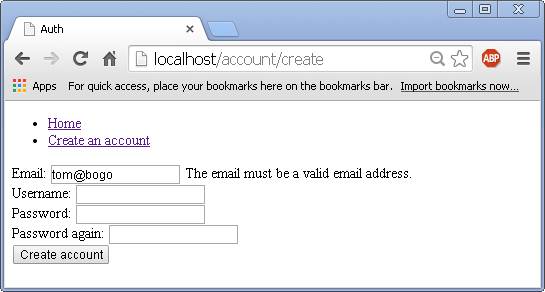 Auth
localhost/account/create
ABP
Apps For quick access, place your bookmarks here on the bookmarks bar. Import bookmarks now...
Home
Create an account
Email: tom@bogo The email must be a valid email address.
Username:
Password:
Password again:
Create account